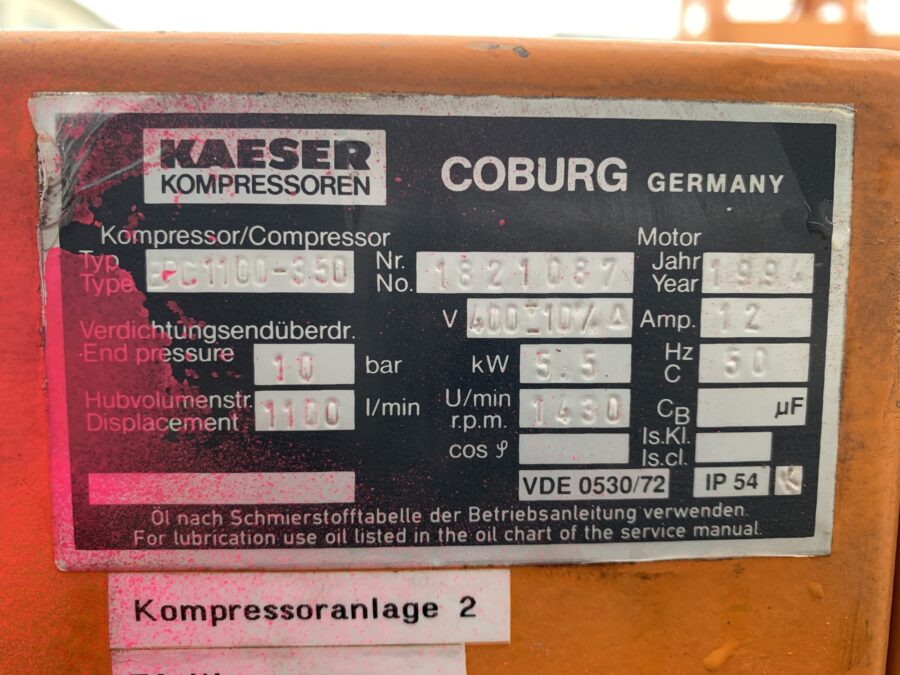 KAESER
KOMPRESSOREN
COBURG GERMANY
Kompressor/Compressor
Motor
Typ
Type
EPC1100-350
Nr.
No.
1821087
Jahr
Year
199
V 400 10% Δ
Amp. 12
Verdichtungsendüberdr.
End pressure 10 bar
kW 5.5
Hz
C
50
Hubvolumenstr.
Displacement 1100 l/min
U/min
r.p.m.
1430
CB µF
cos φ
Is.Kl.
Is.cl.
VDE 0530/72
IP 54
Öl nach Schmierstofftabelle der Betriebsanleitung verwenden.
For lubrication use oil listed in the oil chart of the service manual.
Kompressoranlage 2